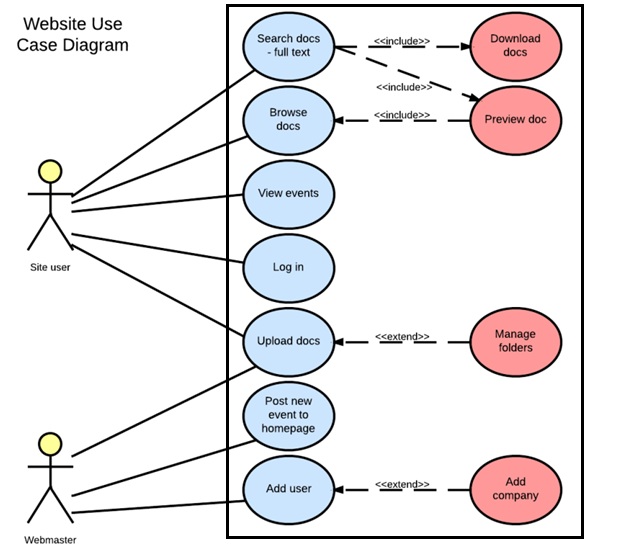 Website Use
Case Diagram
Search docs
- full text
<<include>>
Download
docs
<<include>>
Browse
docs
<<include>>
Preview doc
View events
Site user
Log in
Upload docs
<<extend>>
Manage
folders
Post new
event to
homepage
Add user
<<extend>>
Add
company
Webmaster